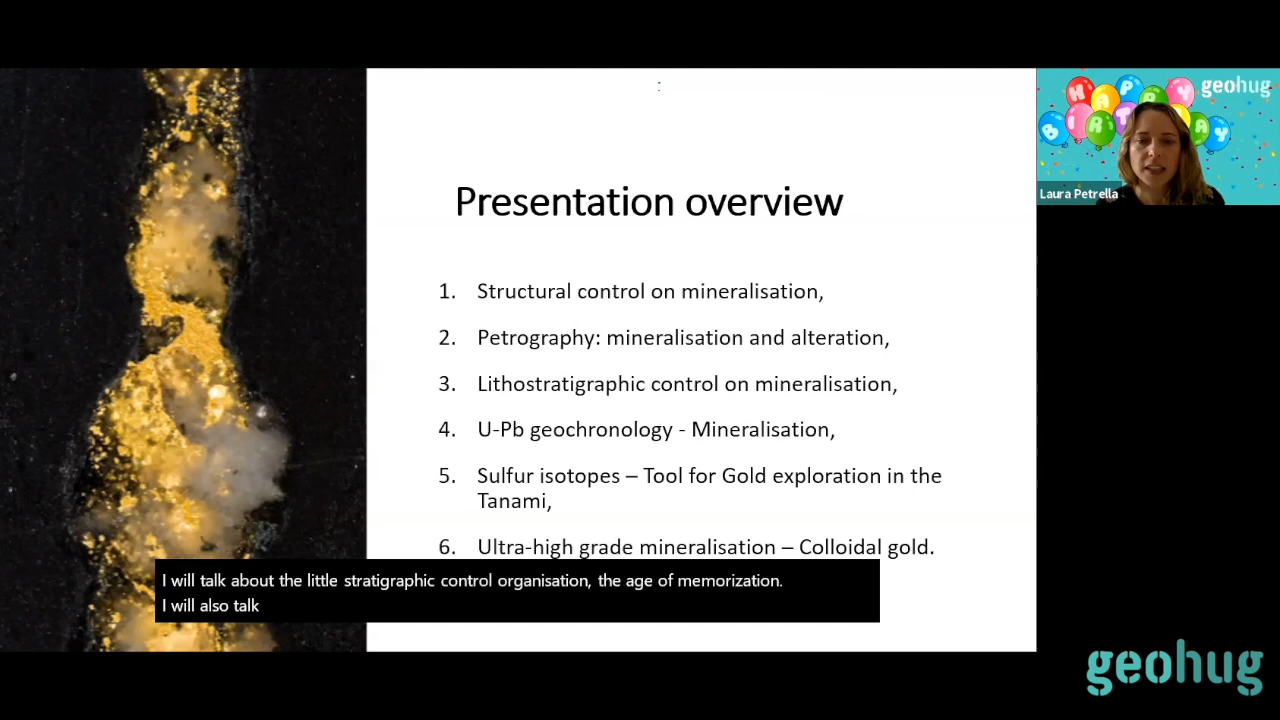 :
Presentation overview
1. Structural control on mineralisation,
2. Petrography: mineralisation and alteration,
3. Lithostratigraphic control on mineralisation,
4. U-Pb geochronology - Mineralisation,
5. Sulfur isotopes – Tool for Gold exploration in the
Tanami,
6. Ultra-high grade mineralisation – Colloidal gold.
I will talk about the little stratigraphic control organisation, the age of memorization.
I will also talk
geohug
HAPPY
BIRT DAY
Laura Petrella
geohug